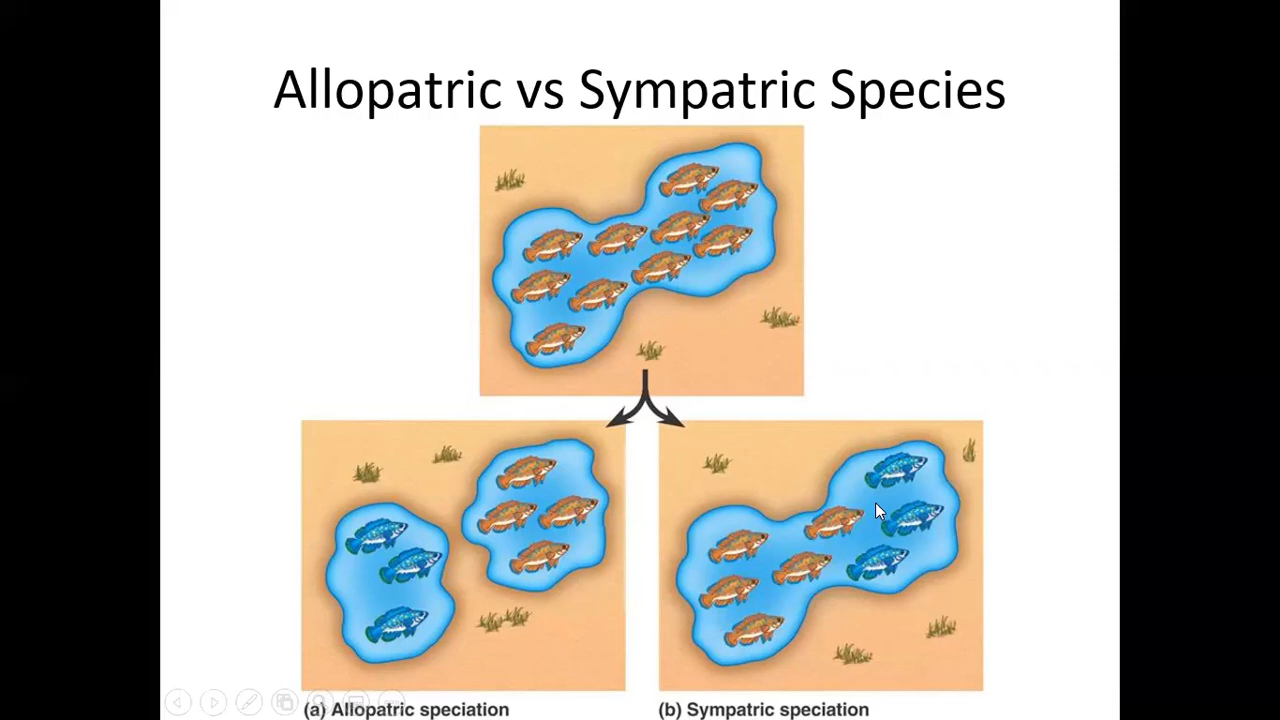 Allopatric vs Sympatric Species
(a) Allopatric speciation
(b) Sympatric speciation